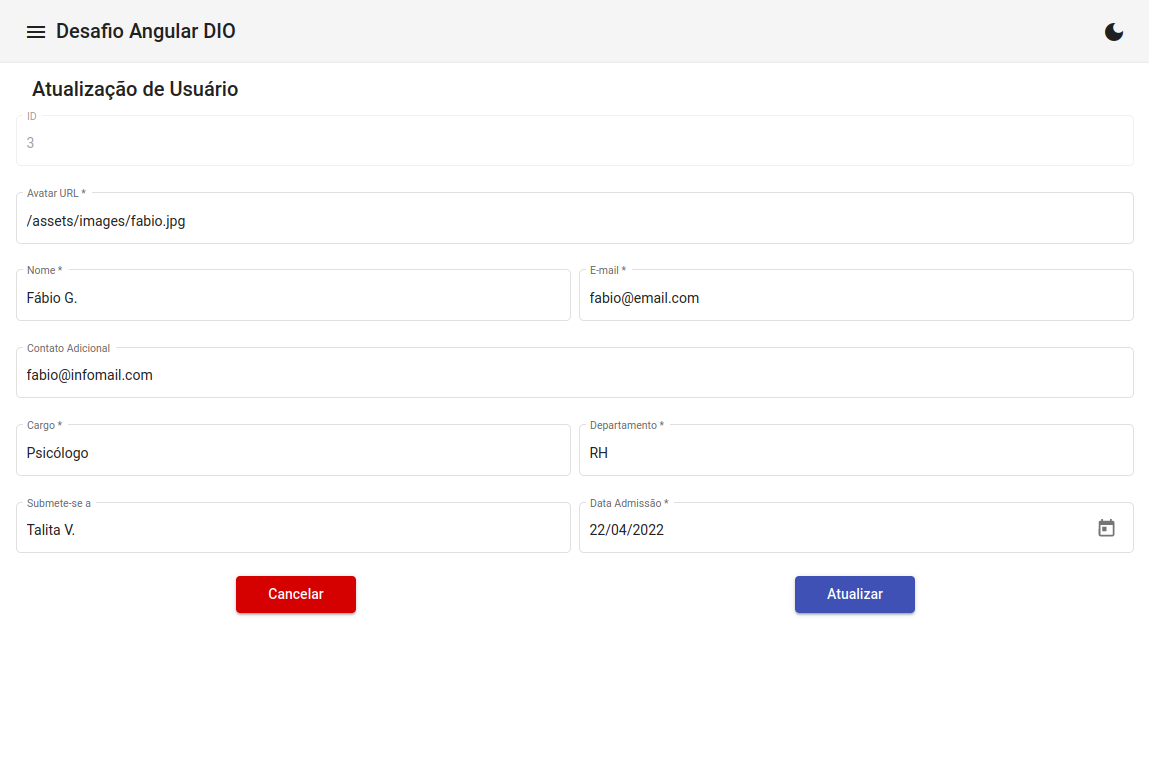 Desafio Angular DIO
Atualização de Usuário
ID
3
Avatar URL *
/assets/images/fabio.jpg
Nome *
Fábio G.
E-mail *
fabio@email.com
Contato Adicional
fabio@infomail.com
Cargo *
Psicólogo
Departamento *
RH
Submete-se a
Talita V.
Data Admissão *
22/04/2022
Cancelar
Atualizar